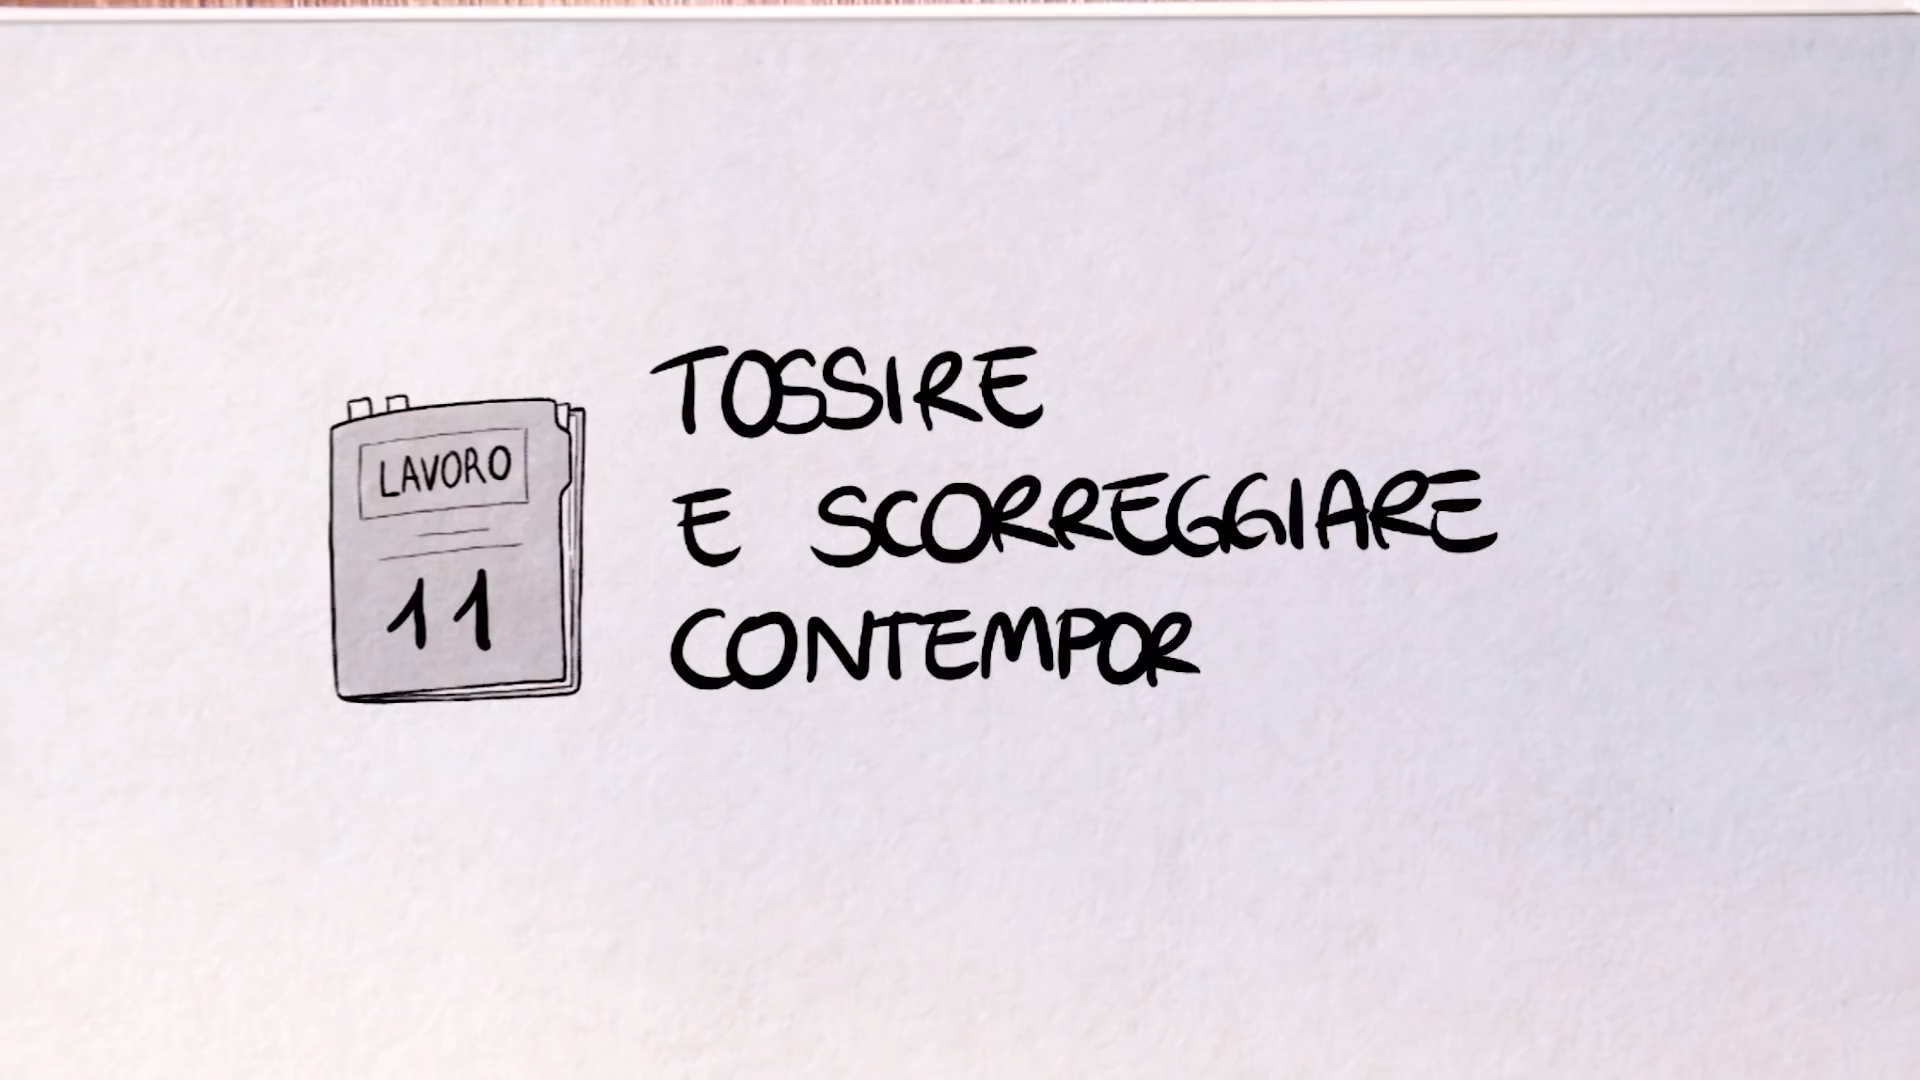 LAVORO
11
TOSSIRE
E SCORREGGIARE
CONTEMPOR